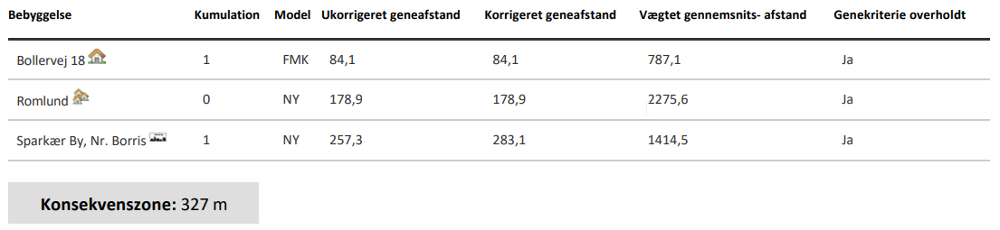 Bebyggelse Kumulation Model Ukorrigeret geneafstand Korrigeret geneafstand Vægtet gennemsnits- afstand Genekriterie overholdt
Bollervej 18 1 FMK 84,1 84,1 787,1 Ja
Romlund 0 NY 178,9 178,9 2275,6 Ja
Sparkær By, Nr. Borris 1 NY 257,3 283,1 1414,5 Ja
Konsekvenszone: 327 m